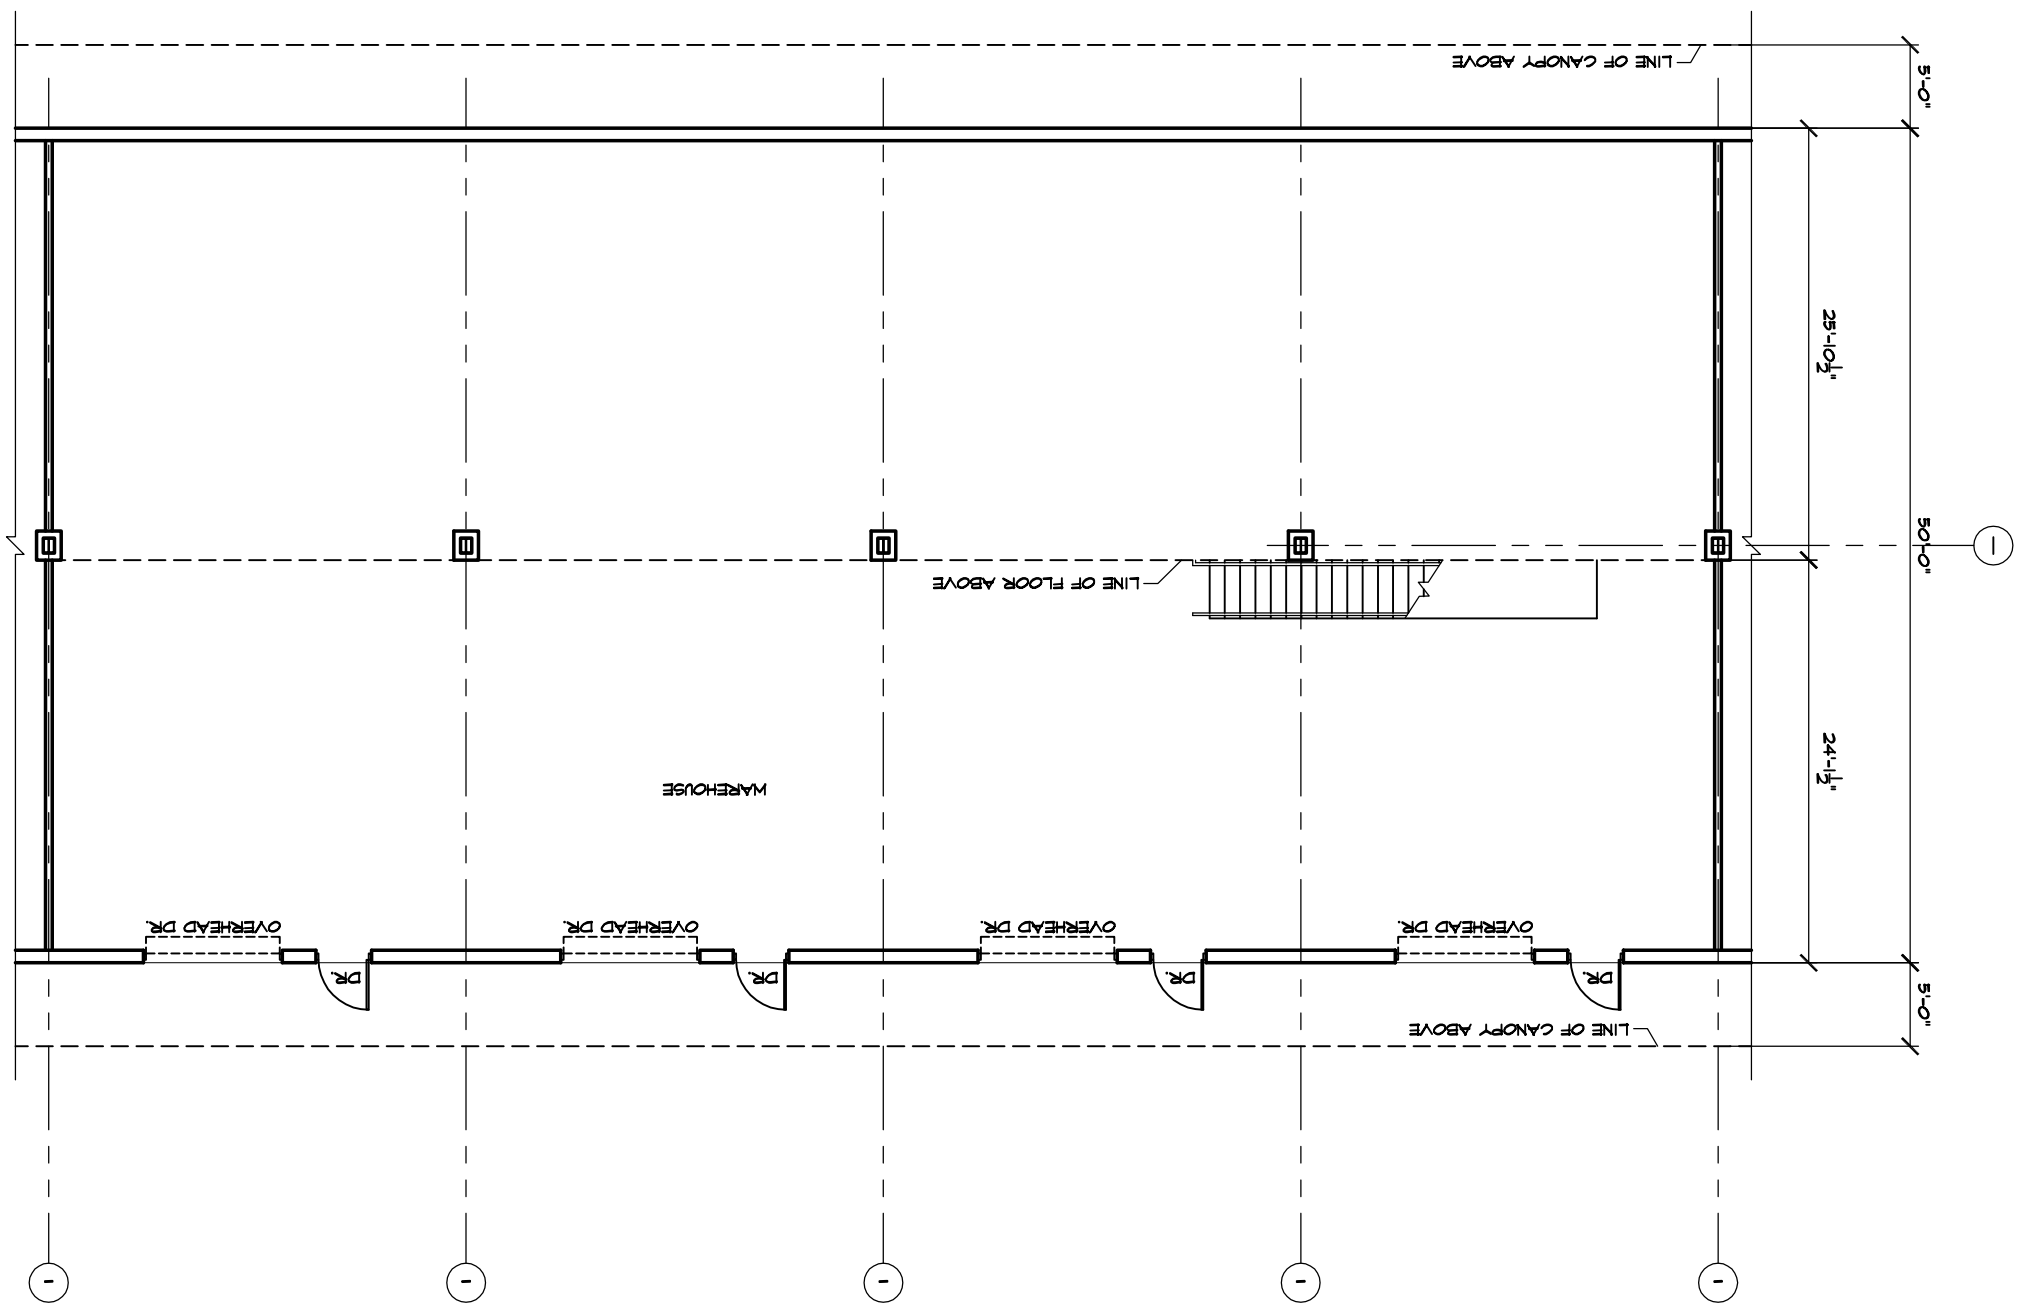 LINE OF CANOPY ABOVE
5'-0"
25'-10½"
50'-0"
LINE OF FLOOR ABOVE
24'-1½"
WAREHOUSE
OVERHEAD DR.
OVERHEAD DR.
OVERHEAD DR.
OVERHEAD DR.
DR.
DR.
DR.
DR.
5'-0"
LINE OF CANOPY ABOVE